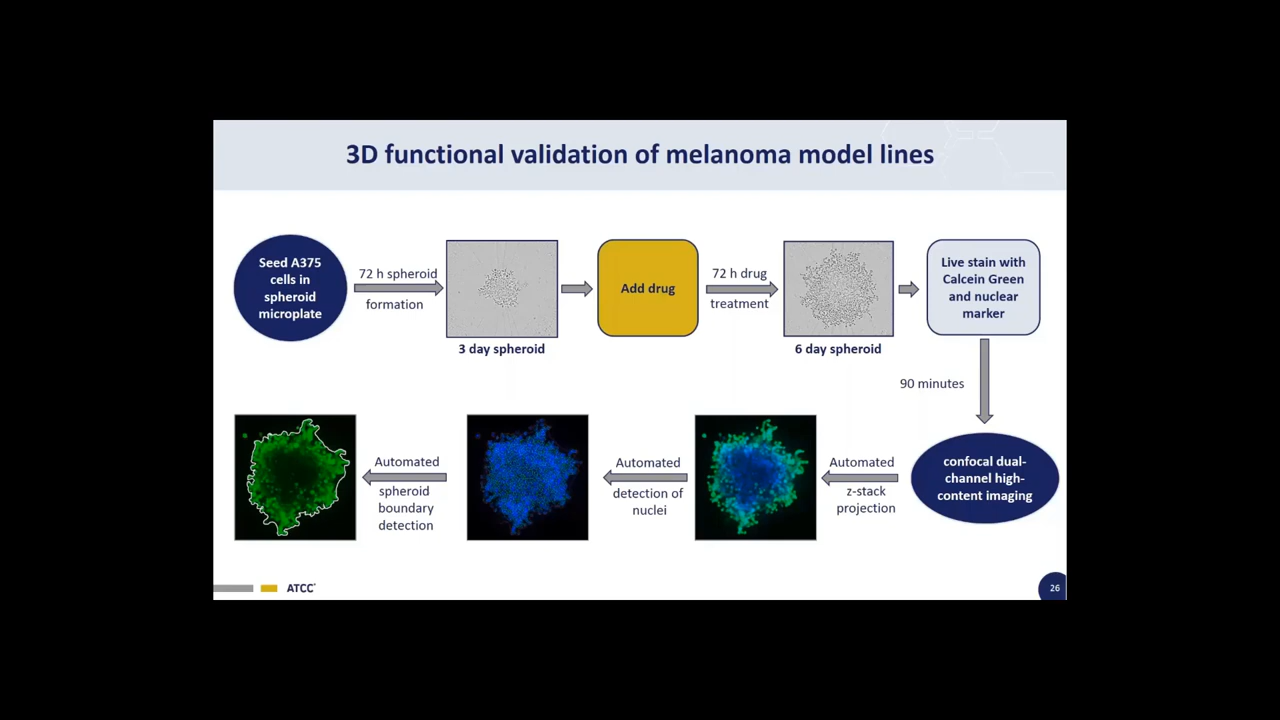 3D functional validation of melanoma model lines
Seed A375
cells in
spheroid
microplate
72 h spheroid
formation
3 day spheroid
Add drug
72 h drug
treatment
6 day spheroid
Live stain with
Calcein Green
and nuclear
marker
90 minutes
confocal dual-
channel high-
content imaging
Automated
z-stack
projection
Automated
detection of
nuclei
Automated
spheroid
boundary
detection
ATCC®
26